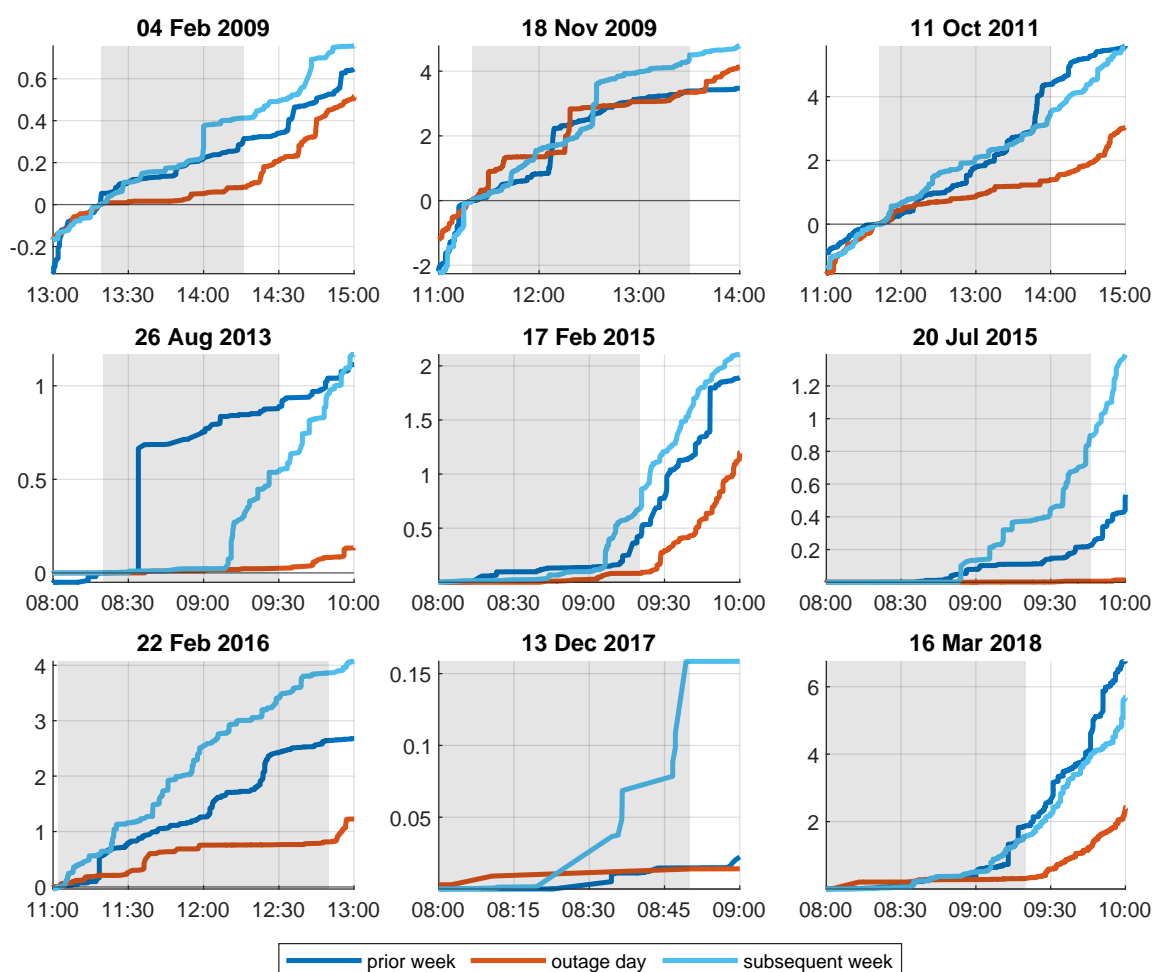 04 Feb 2009
18 Nov 2009
11 Oct 2011
0.6
0.4
0.2
0
-0.2
13:00 13:30 14:00 14:30 15:00
4
2
0
-2
11:00 12:00 13:00 14:00
4
2
0
11:00 12:00 13:00 14:00 15:00
26 Aug 2013
17 Feb 2015
20 Jul 2015
1
0.5
0
08:00 08:30 09:00 09:30 10:00
2
1.5
1
0.5
08:00 08:30 09:00 09:30 10:00
1.2
1
0.8
0.6
0.4
0.2
08:00 08:30 09:00 09:30 10:00
22 Feb 2016
13 Dec 2017
16 Mar 2018
4
3
2
1
0
11:00 11:30 12:00 12:30 13:00
0.15
0.1
0.05
08:00 08:15 08:30 08:45 09:00
6
4
2
08:00 08:30 09:00 09:30 10:00
prior week outage day subsequent week